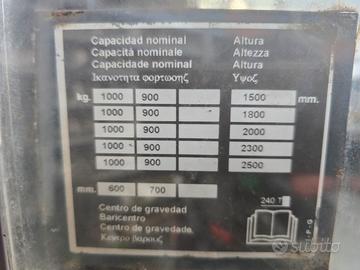 Capacidad nominal Altura
Capacità nominale Altezza
Capacidade nominal Altura
Ικανοτητα φορτωσης Υψοζ
kg. 1000 900 1500 mm.
1000 900 1800
1000 900 2000
1000 900 2300
1000 900 2500
mm. 600 700
240 T
Centro de gravedad
Baricentro
Centro de gravedade
Κεντρο βαρους
I-P-G
subito